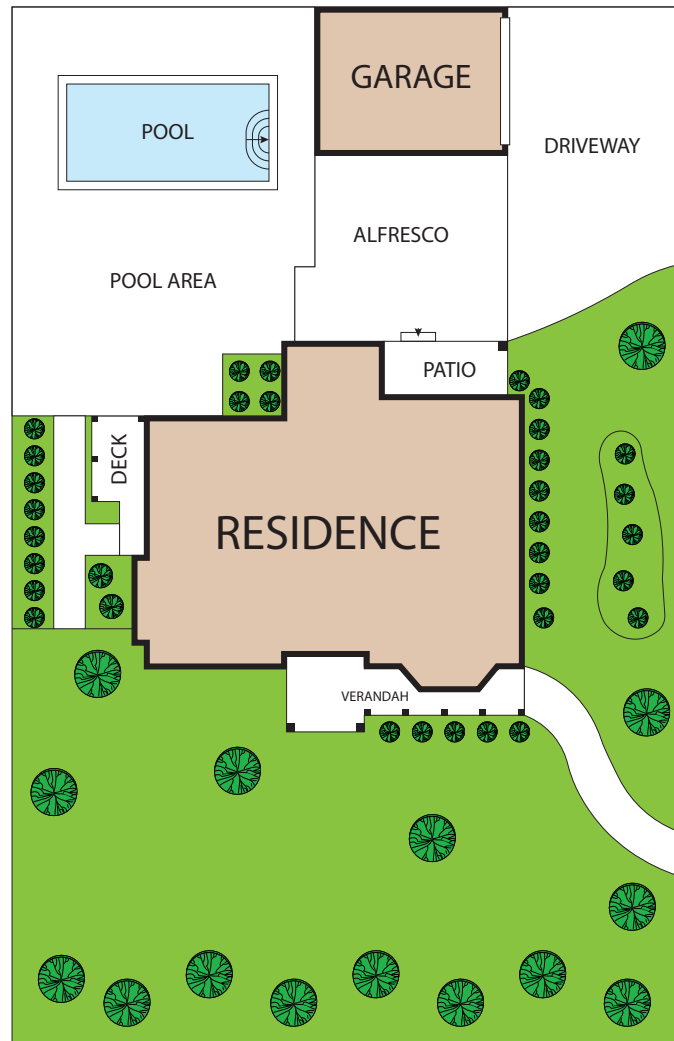 GARAGE
POOL
DRIVEWAY
ALFRESCO
POOL AREA
PATIO
DECK
RESIDENCE
VERANDAH